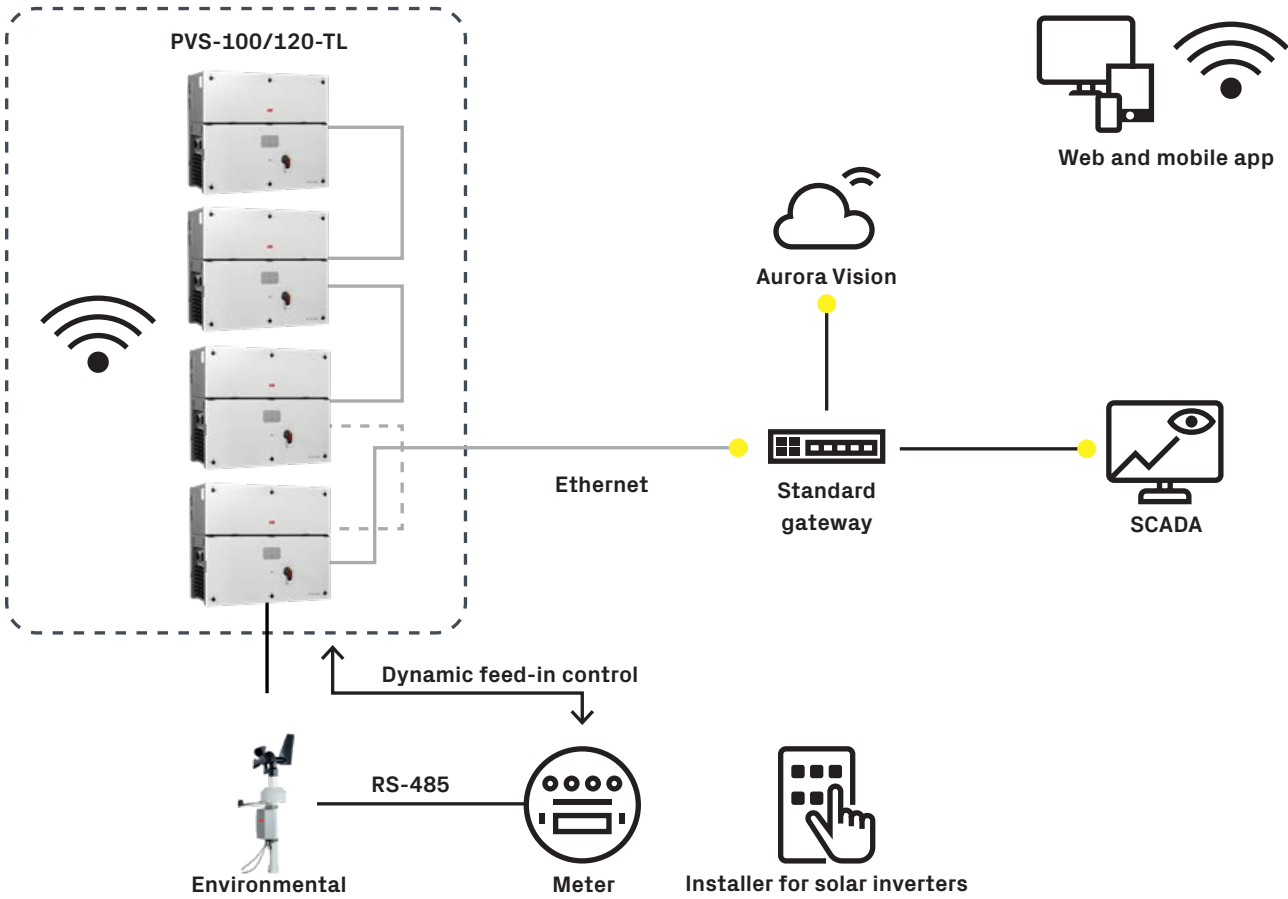 PVS-100/120-TL
Web and mobile app
Aurora Vision
Ethernet
Standard
gateway
SCADA
Dynamic feed-in control
RS-485
Environmental
Meter
Installer for solar inverters